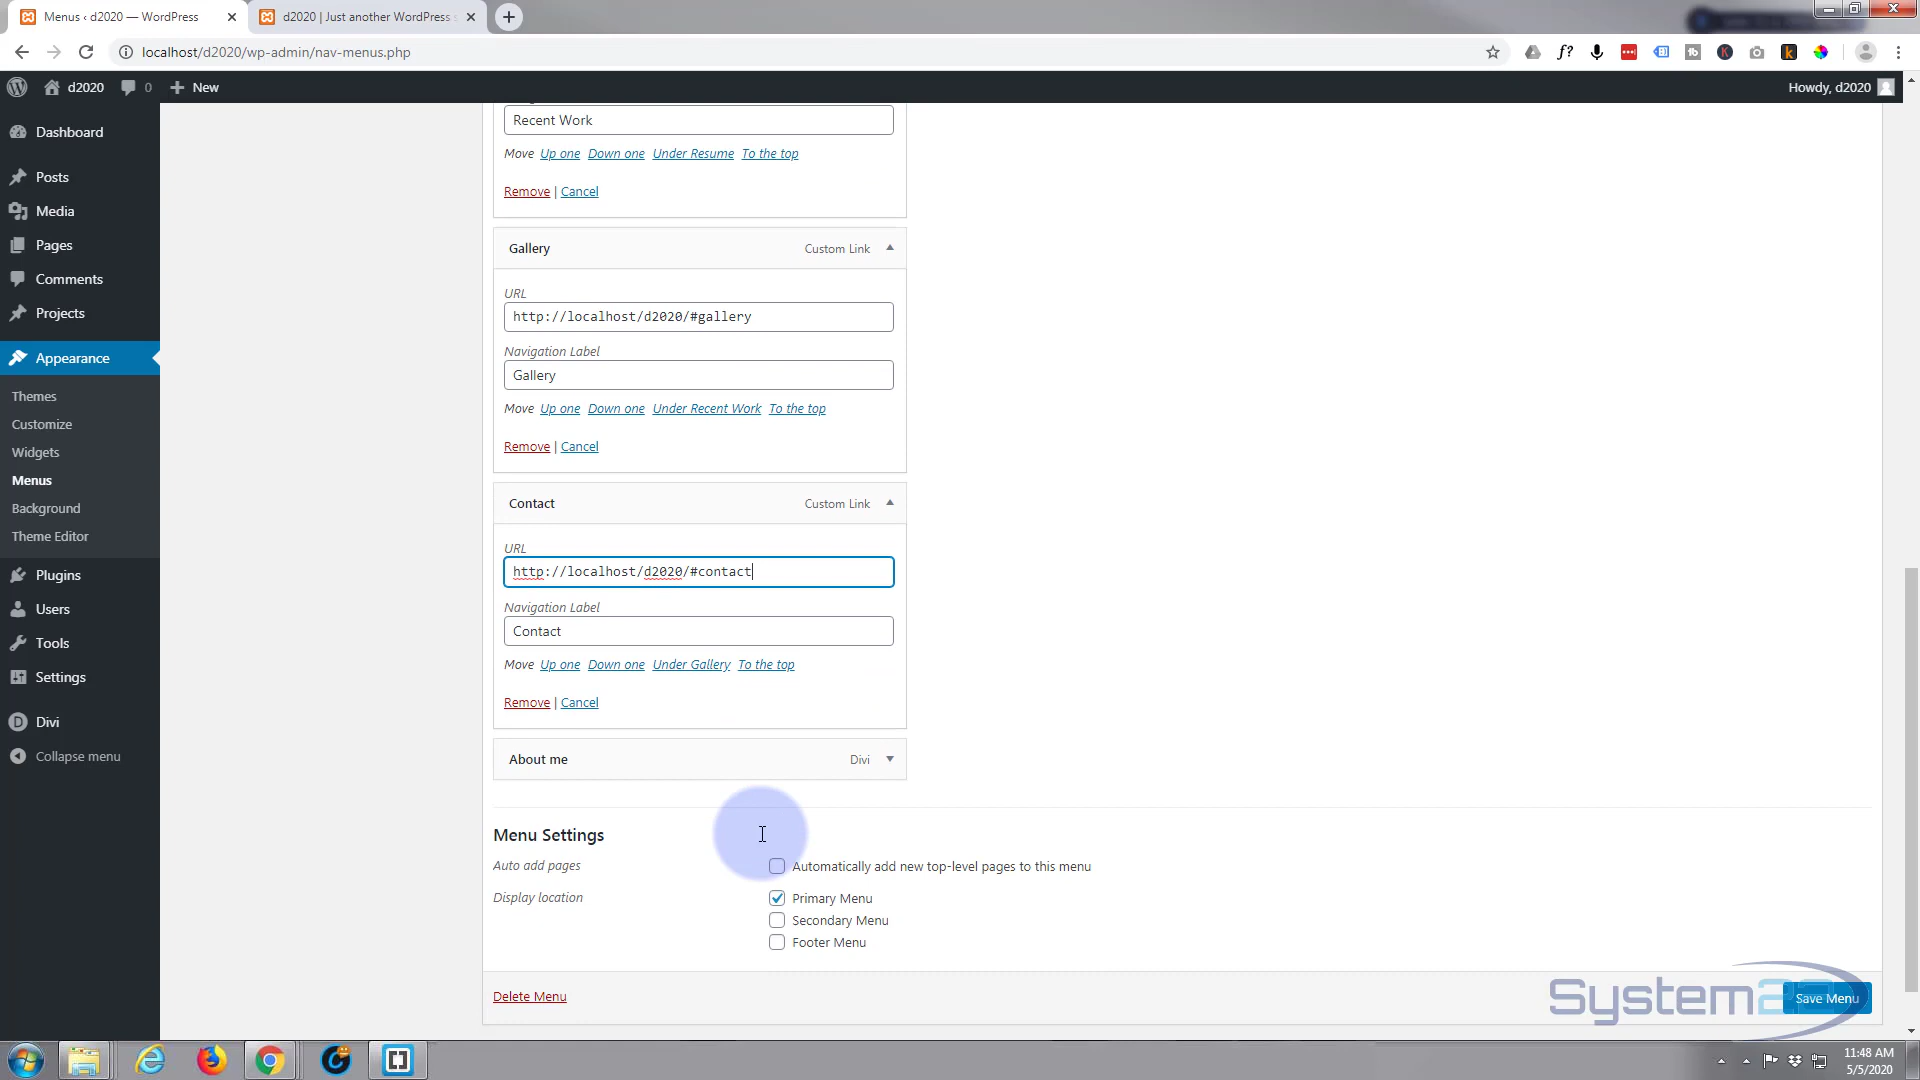 Menus ‹ d2020 — WordPress
d2020 | Just another WordPress s
localhost/d2020/wp-admin/nav-menus.php
d2020
0
New
Howdy, d2020
Dashboard
Posts
Media
Pages
Comments
Projects
Appearance
Themes
Customize
Widgets
Menus
Background
Theme Editor
Plugins
Users
Tools
Settings
Divi
Collapse menu
Recent Work
Move Up one Down one Under Resume To the top
Remove | Cancel
Gallery Custom Link
URL
http://localhost/d2020/#gallery
Navigation Label
Gallery
Move Up one Down one Under Recent Work To the top
Remove | Cancel
Contact Custom Link
URL
http://localhost/d2020/#contact
Navigation Label
Contact
Move Up one Down one Under Gallery To the top
Remove | Cancel
About me Divi
Menu Settings
Auto add pages Automatically add new top-level pages to this menu
Display location Primary Menu
Secondary Menu
Footer Menu
Delete Menu
Save Menu
11:48 AM
5/5/2020